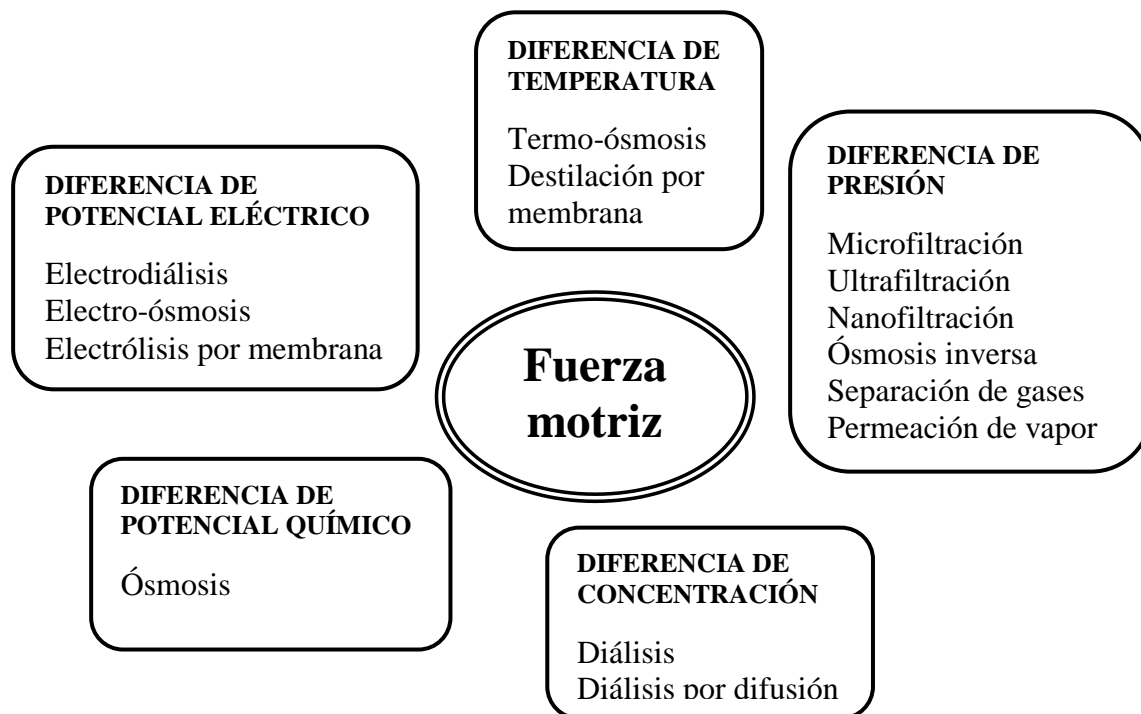 DIFERENCIA DE
TEMPERATURA
Termo-ósmosis
Destilación por
membrana
DIFERENCIA DE
PRESIÓN
Microfiltración
Ultrafiltración
Nanofiltración
Ósmosis inversa
Separación de gases
Permeación de vapor
DIFERENCIA DE
POTENCIAL ELÉCTRICO
Electrodiálisis
Electro-ósmosis
Electrólisis por membrana
Fuerza
motriz
DIFERENCIA DE
POTENCIAL QUÍMICO
Ósmosis
DIFERENCIA DE
CONCENTRACIÓN
Diálisis
Diálisis por difusión